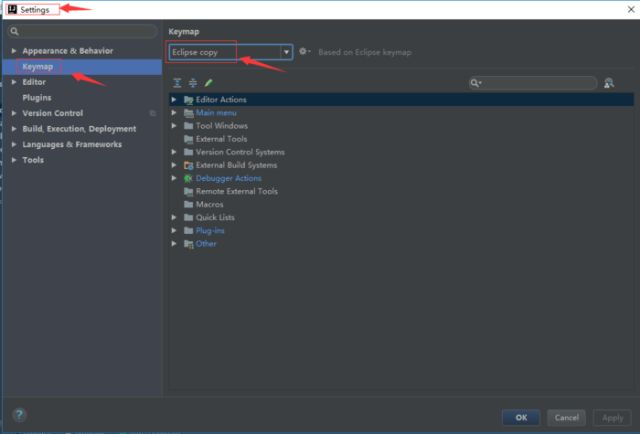 Settings
Appearance & Behavior
Keymap
Editor
Plugins
Version Control
Build, Execution, Deployment
Languages & Frameworks
Tools
Keymap
Eclipse copy
Based on Eclipse keymap
Editor Actions
Main menu
Tool Windows
External Tools
Version Control Systems
External Build Systems
Debugger Actions
Remote External Tools
Macros
Quick Lists
Plug-ins
Other
?
OK
Cancel
Apply